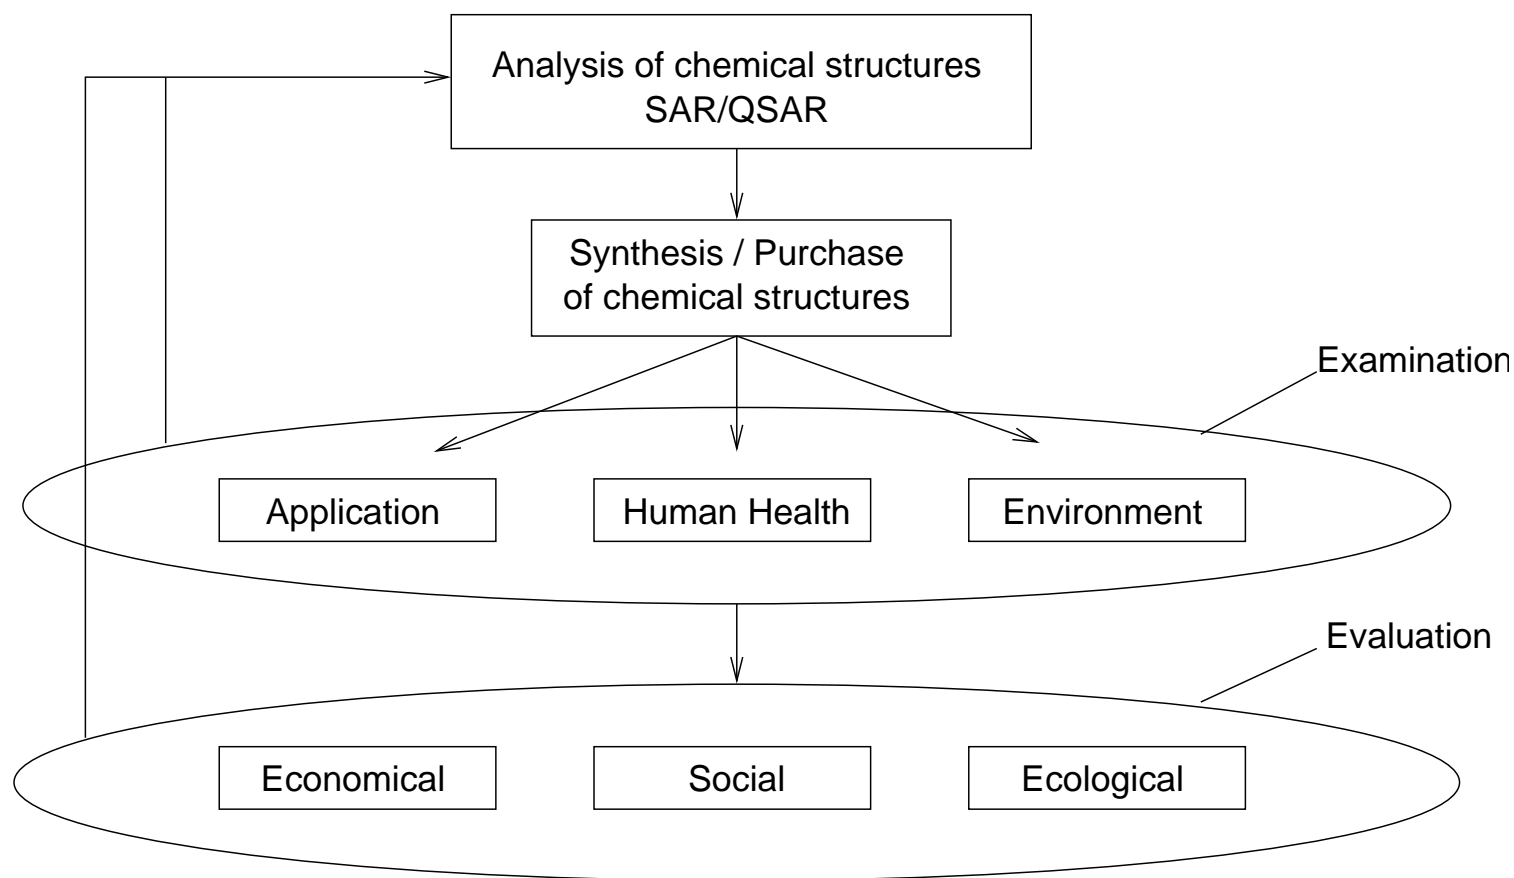 Analysis of chemical structures
SAR/QSAR
Synthesis / Purchase
of chemical structures
Examination
Application
Human Health
Environment
Evaluation
Economical
Social
Ecological